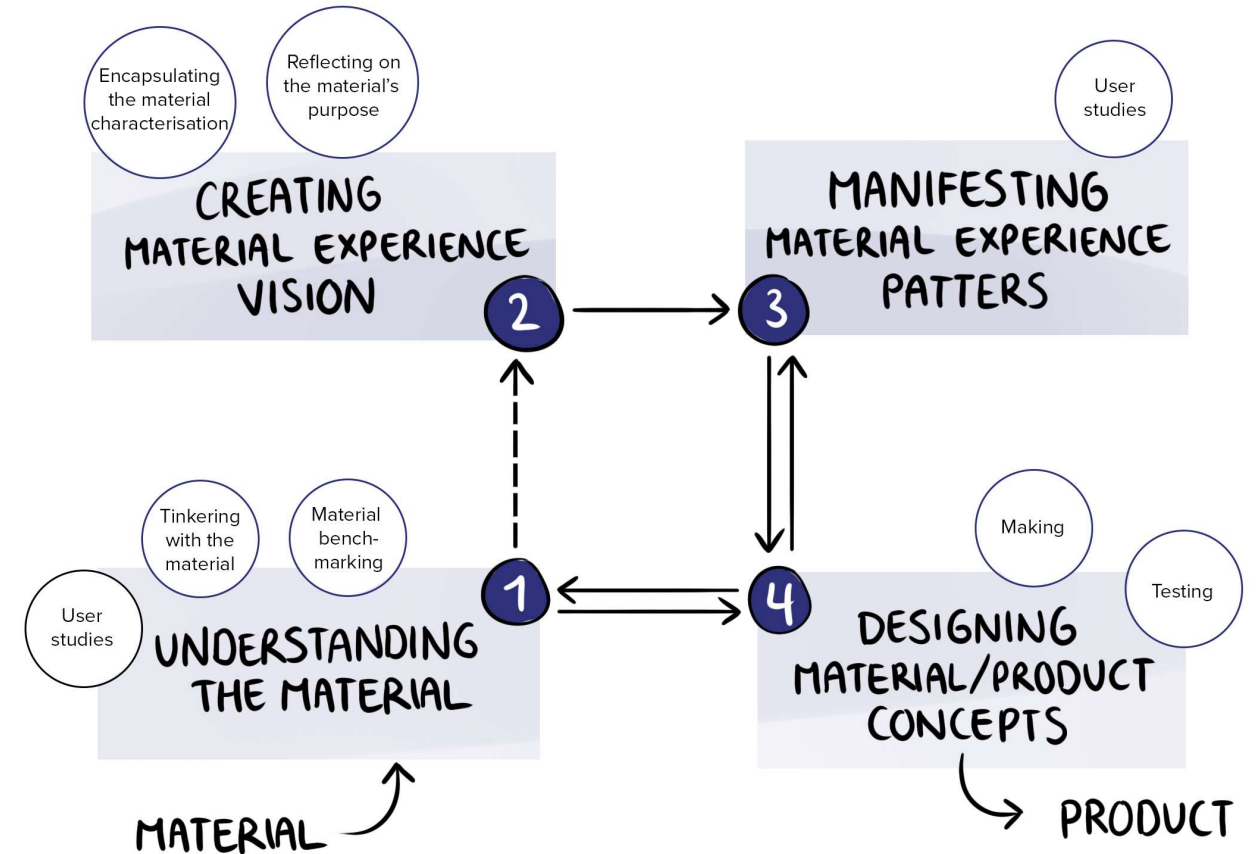 Encapsulating
the material
characterisation
Reflecting on
the material's
purpose
CREATING
MATERIAL EXPERIENCE
VISION
2
User
studies
MANIFESTING
MATERIAL EXPERIENCE
PATTERS
3
User
studies
Tinkering
with the
material
Material
bench-
marking
1
UNDERSTANDING
THE MATERIAL
MATERIAL
Making
Testing
4
DESIGNING
MATERIAL/PRODUCT
CONCEPTS
PRODUCT